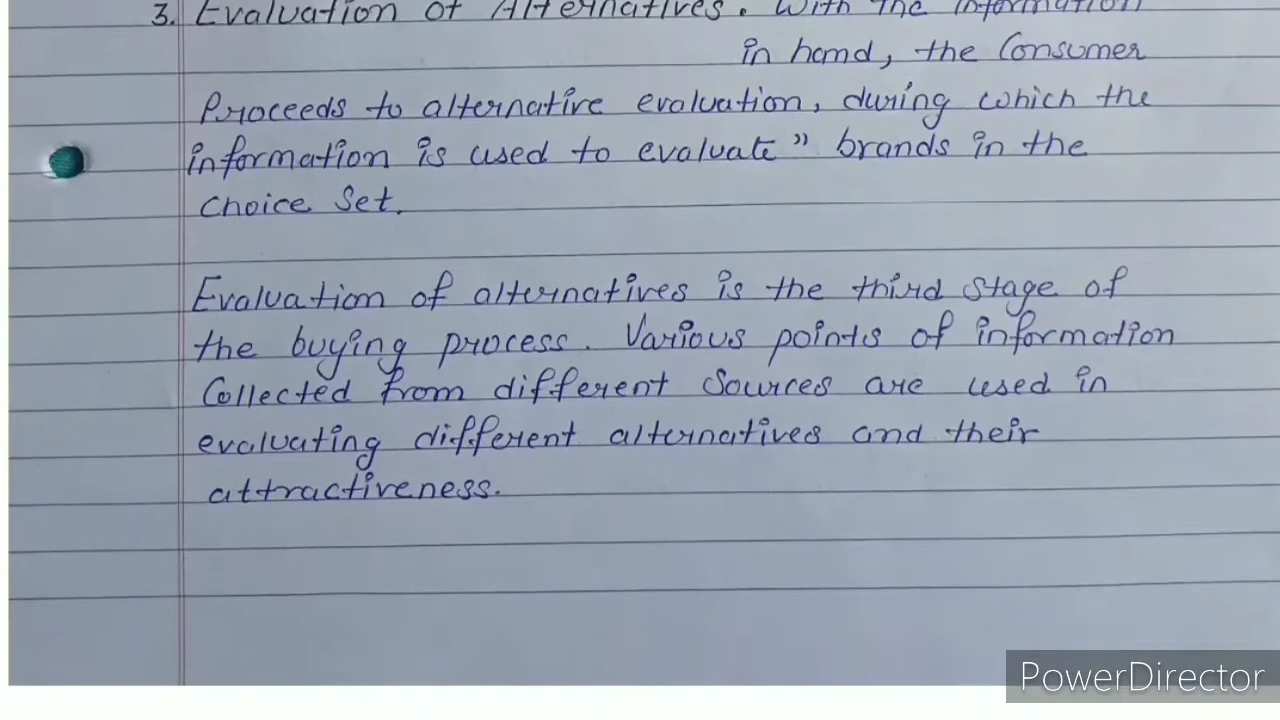 3. Evaluation of Alternatives. With the information
in hand, the Consumer
Proceeds to alternative evaluation, during which the
information is used to evaluate" brands in the
Choice Set.
Evaluation of alternatives is the third Stage of
the buying process. Various points of information
Collected from different Sources are used in
evaluating different alternatives and their
attractiveness.
PowerDirector